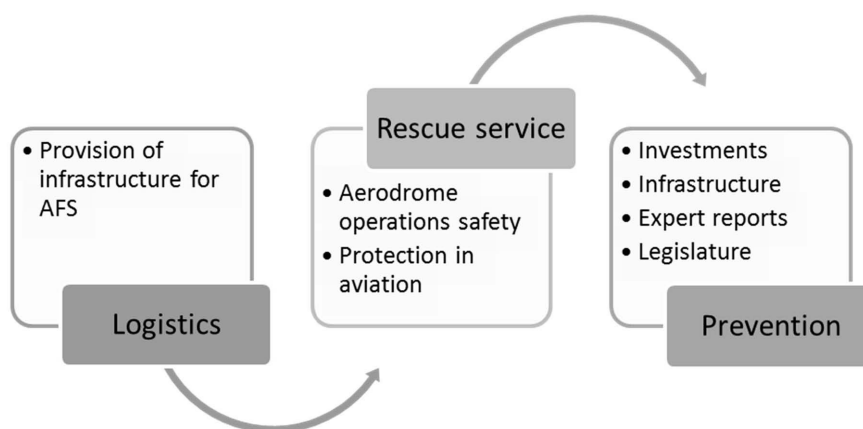 • Provision of
infrastructure for
AFS
Logistics
Rescue service
• Aerodrome
operations safety
• Protection in
aviation
• Investments
• Infrastructure
• Expert reports
• Legislature
Prevention